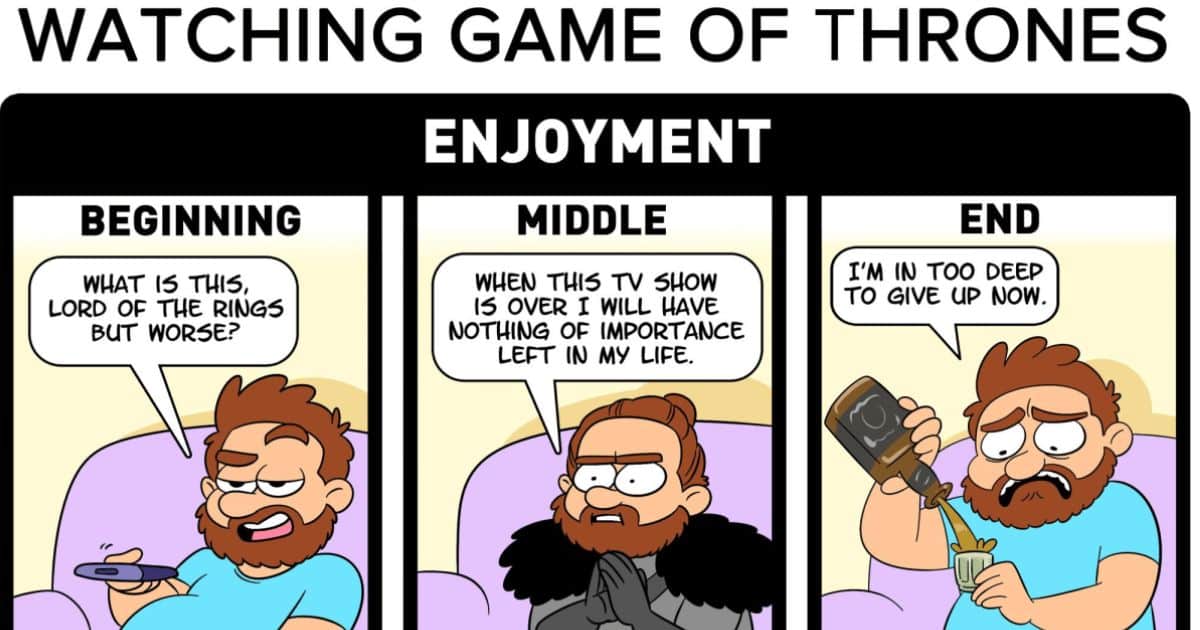 WATCHING GAME OF THRONES
ENJOYMENT
BEGINNING
WHAT IS THIS,
LORD OF THE RINGS
BUT WORSE?
MIDDLE
WHEN THIS TV SHOW
IS OVER I WILL HAVE
NOTHING OF IMPORTANCE
LEFT IN MY LIFE.
END
I'M IN TOO DEEP
TO GIVE UP NOW.